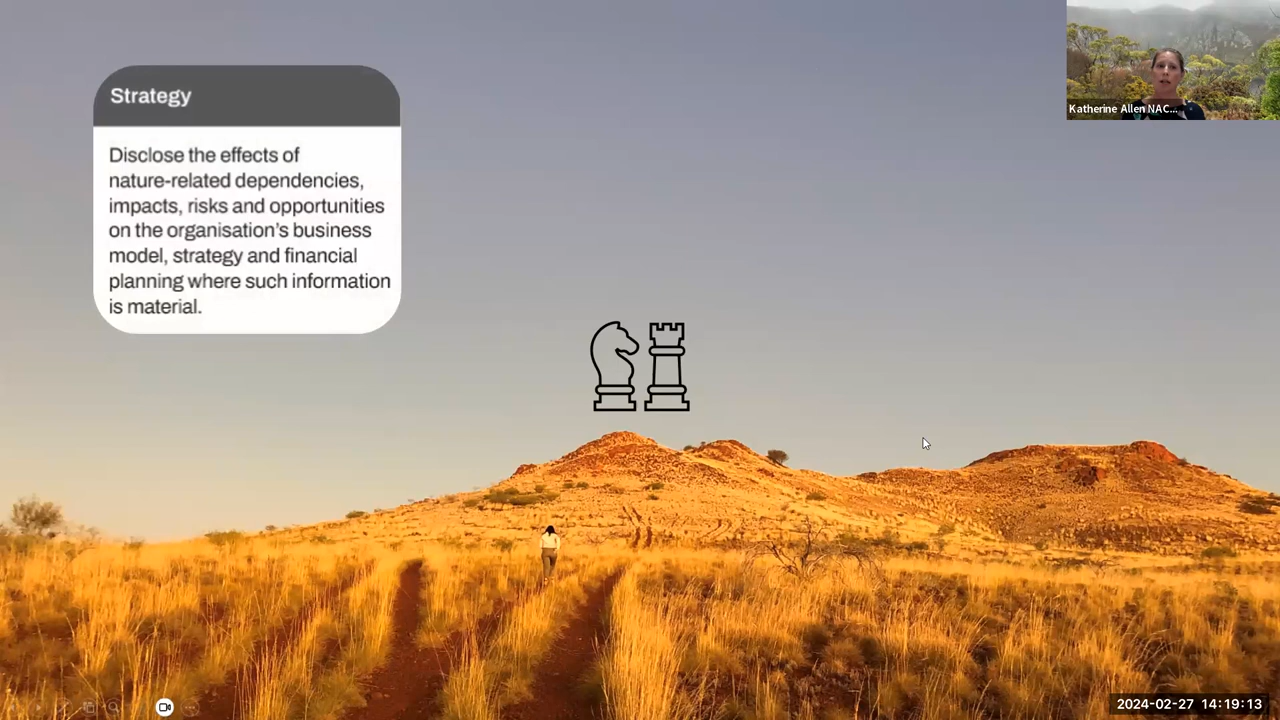 Strategy
Disclose the effects of
nature-related dependencies,
impacts, risks and opportunities
on the organisation's business
model, strategy and financial
planning where such information
is material.
Katherine Allen NAC...
2024-02-27 14:19:13